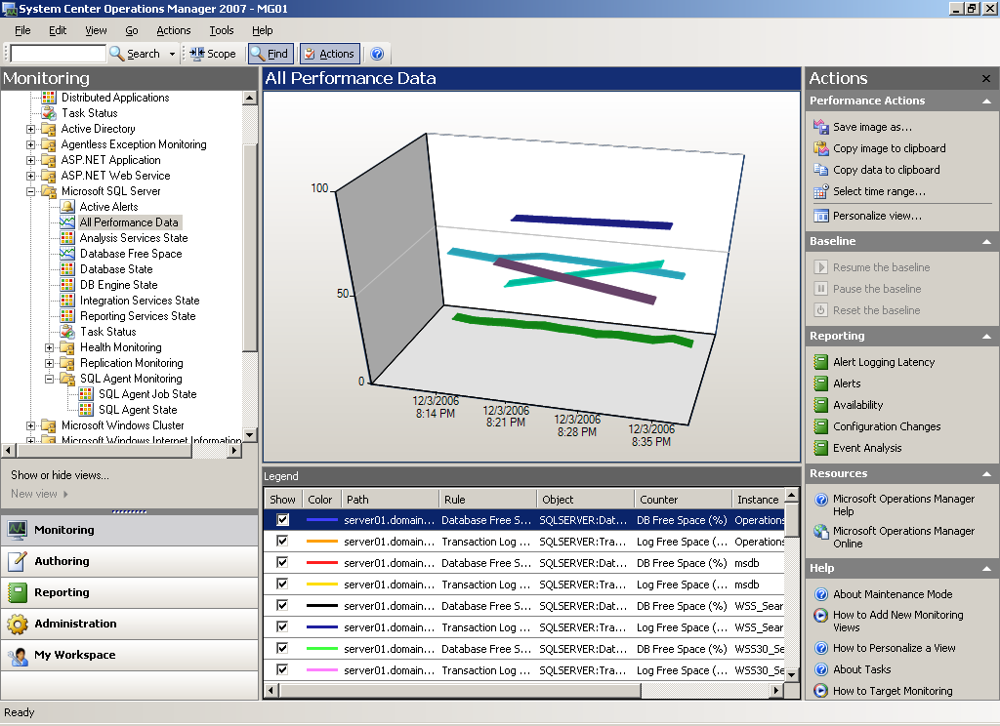 System Center Operations Manager 2007 - MG01
File Edit View Go Actions Tools Help
Search Scope Find Actions
Monitoring
Distributed Applications
Task Status
Active Directory
Agentless Exception Monitoring
ASP.NET Application
ASP.NET Web Service
Microsoft SQL Server
Active Alerts
All Performance Data
Analysis Services State
Database Free Space
Database State
DB Engine State
Integration Services State
Reporting Services State
Task Status
Health Monitoring
Replication Monitoring
SQL Agent Monitoring
SQL Agent Job State
SQL Agent State
Microsoft Windows Cluster
Microsoft Windows Internet Information
Show or hide views...
New view
Monitoring
Authoring
Reporting
Administration
My Workspace
Ready
All Performance Data
100
50
0
12/3/2006
8:14 PM
12/3/2006
8:21 PM
12/3/2006
8:28 PM
12/3/2006
8:35 PM
Legend
Show Color Path Rule Object Counter Instance
server01.domain... Database Free S... SQLSERVER:Dat... DB Free Space (%) Operations
server01.domain... Transaction Log ... SQLSERVER:Tra... Log Free Space (... Operations
server01.domain... Database Free S... SQLSERVER:Dat... DB Free Space (%) msdb
server01.domain... Transaction Log ... SQLSERVER:Tra... Log Free Space (... msdb
server01.domain... Database Free S... SQLSERVER:Dat... DB Free Space (%) WSS_Sear
server01.domain... Transaction Log ... SQLSERVER:Tra... Log Free Space (... WSS_Sear
server01.domain... Database Free S... SQLSERVER:Dat... DB Free Space (%) WSS30_Se
server01.domain... Transaction Log ... SQLSERVER:Tra... Log Free Space (... WSS30_Se
Actions
Performance Actions
Save image as...
Copy image to clipboard
Copy data to clipboard
Select time range...
Personalize view...
Baseline
Resume the baseline
Pause the baseline
Reset the baseline
Reporting
Alert Logging Latency
Alerts
Availability
Configuration Changes
Event Analysis
Resources
Microsoft Operations Manager
Help
Microsoft Operations Manager
Online
Help
About Maintenance Mode
How to Add New Monitoring
Views
How to Personalize a View
About Tasks
How to Target Monitoring